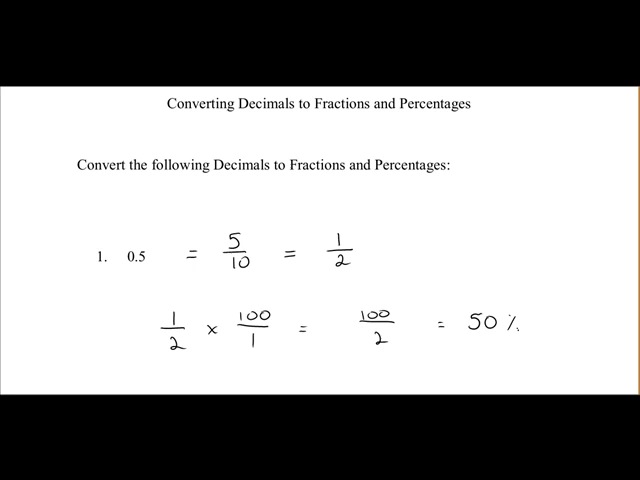 Converting Decimals to Fractions and Percentages
Convert the following Decimals to Fractions and Percentages:
1. 0.5 = 5/10 = 1/2
1/2 × 100/1 = 100/2 = 50 %